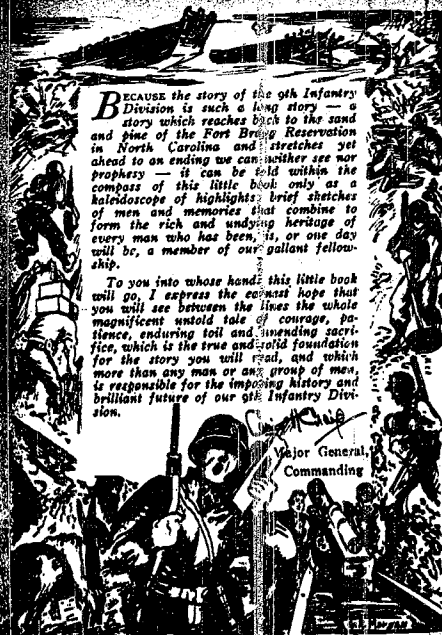 BECAUSE the story of the 9th Infantry
Division is such a long story — a
story which reaches back to the sand
and pine of the Fort Bragg Reservation
in North Carolina and stretches yet
ahead to an ending we can neither see nor
prophesy — it can be told within the
compass of this little book only as a
kaleidoscope of highlights, brief sketches
of men and memories that combine to
form the rich and undying heritage of
every man who has been, is, or one day
will be, a member of our gallant fellow-
ship.
To you into whose hands this little book
will go, I express the earnest hope that
you will see between the lines the whole
magnificent untold tale of courage, pa-
tience, enduring toil and unending sacri-
fice, which is the true and solid foundation
for the story you will read, and which
more than any man or any group of men,
is responsible for the imposing history and
brilliant future of our 9th Infantry Divi-
sion.
Major General,
Commanding